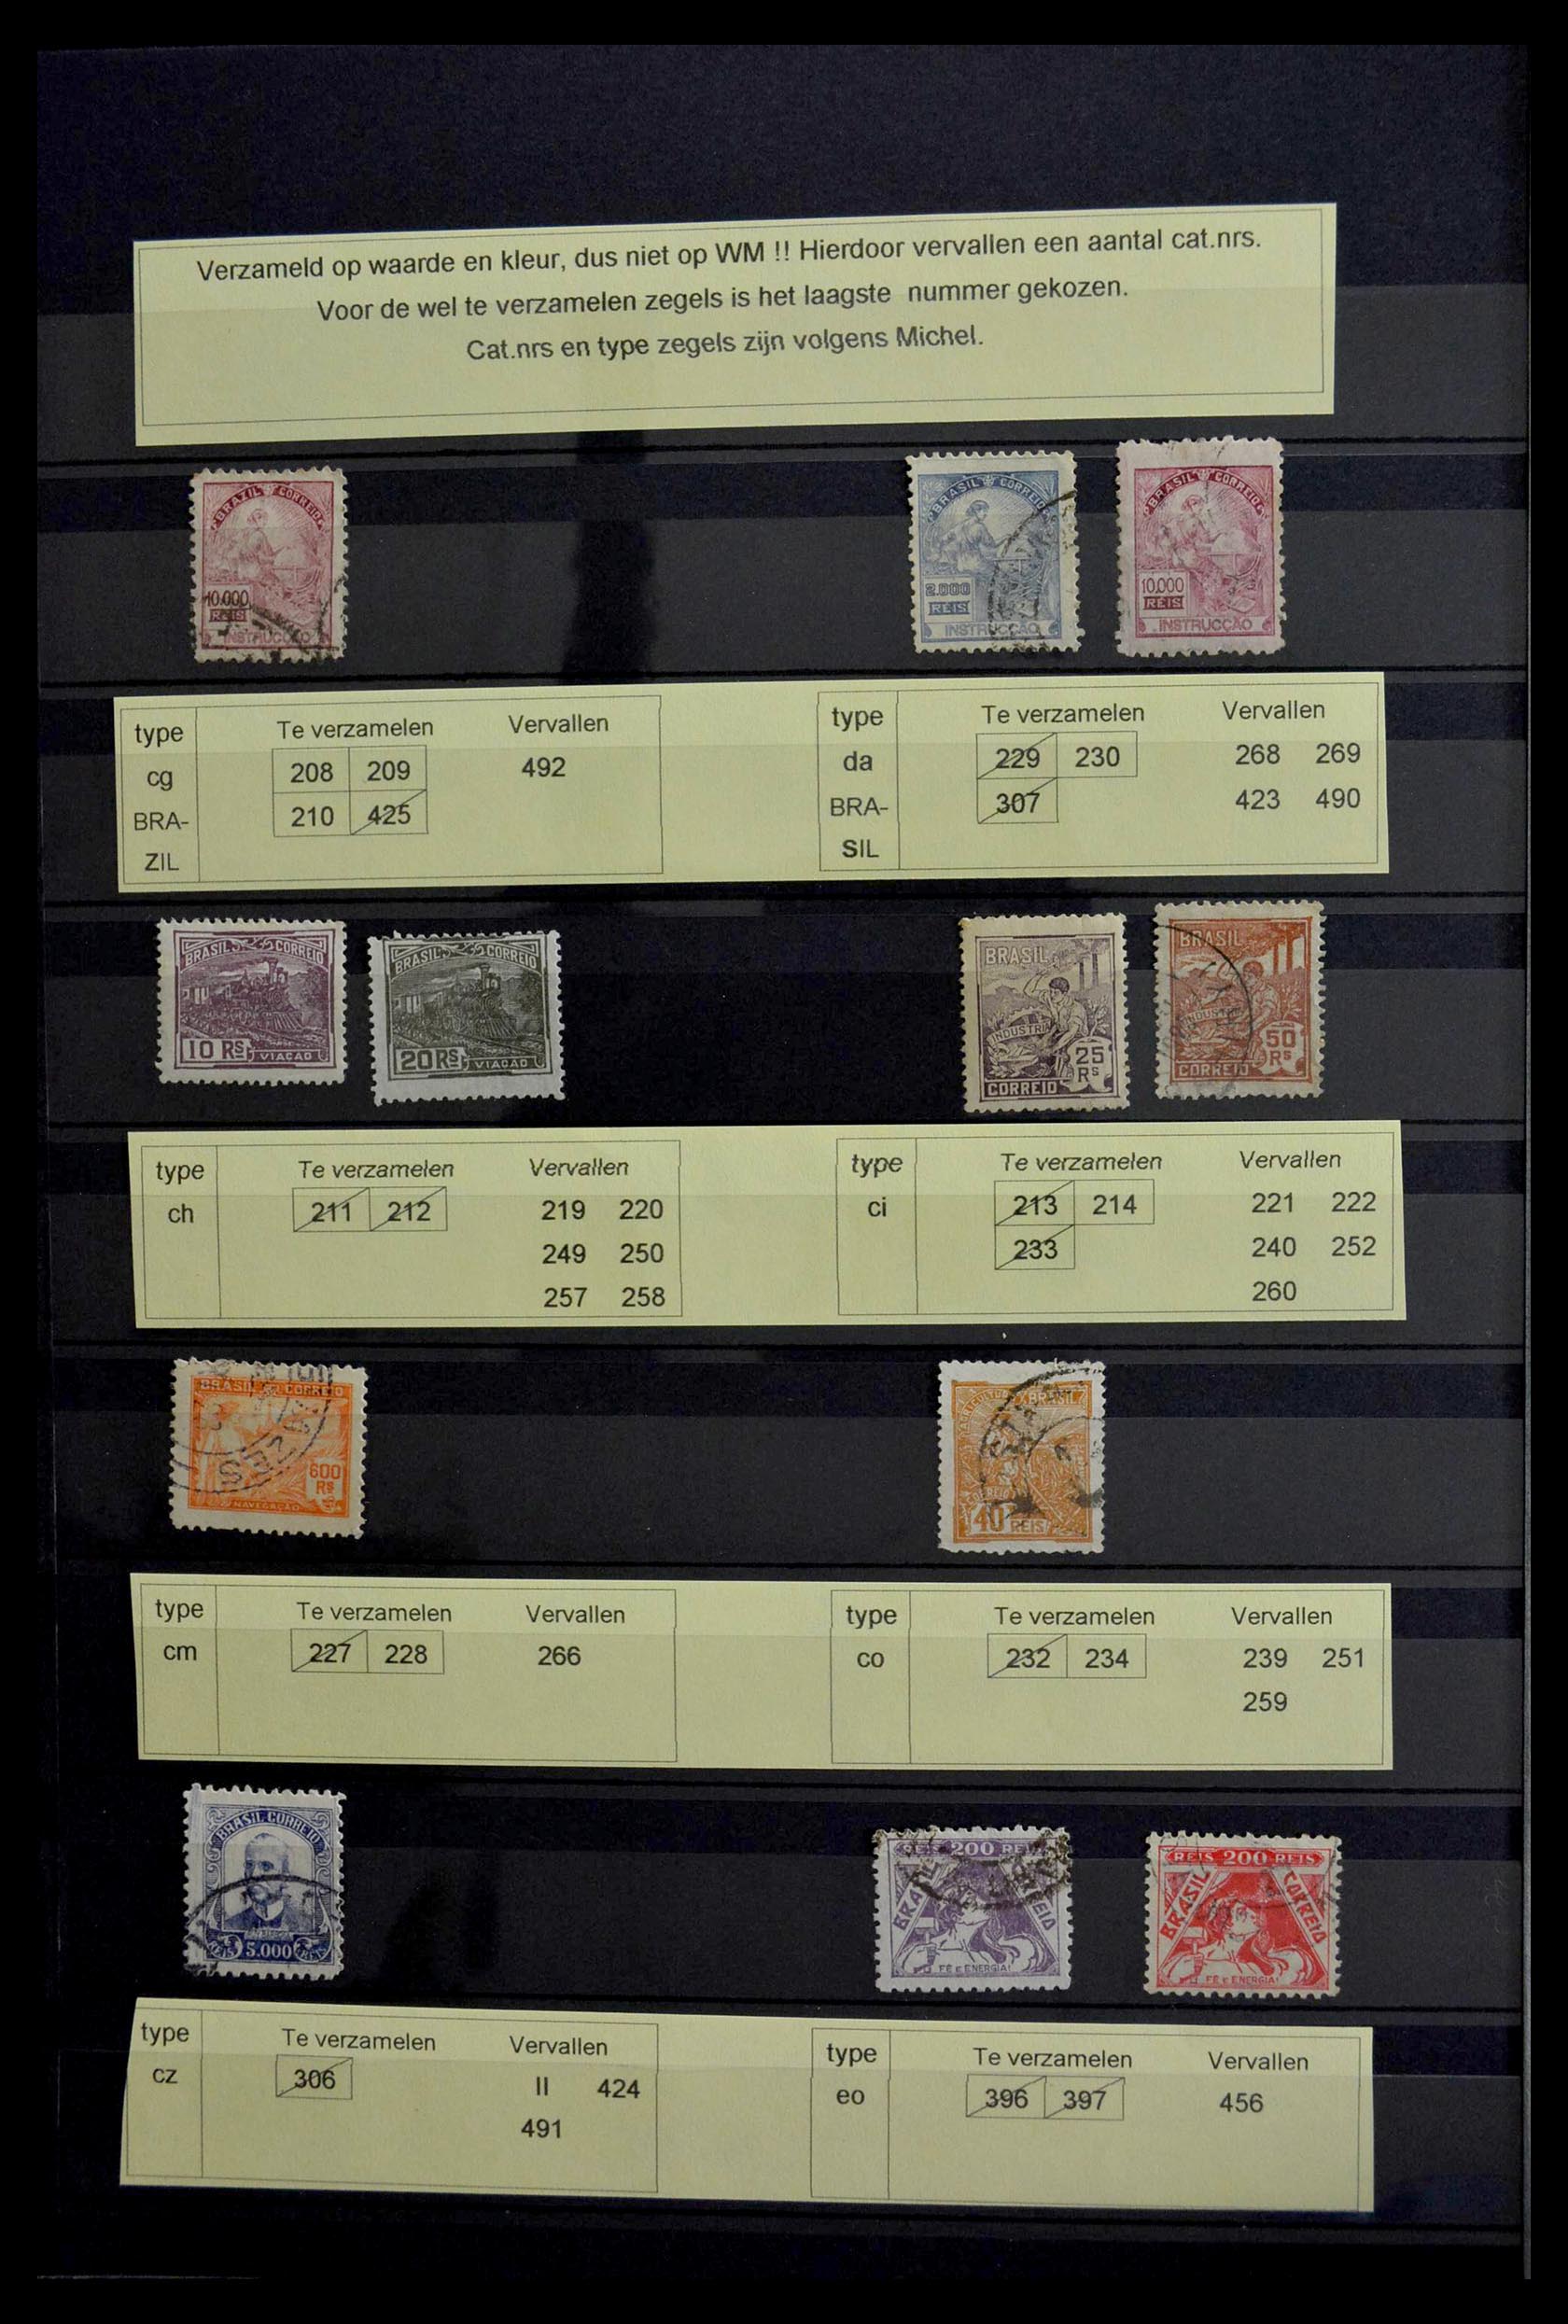 Verzameld op waarde en kleur, dus niet op WM !! Hierdoor vervallen een aantal cat.nrs.
Voor de wel te verzamelen zegels is het laagste nummer gekozen.
Cat.nrs en type zegels zijn volgens Michel.
BRAZIL CORREIO
10.000
REIS
INSTRUCÇÃO
BRASIL CORREIO
2.000
REIS
INSTRUCÇÃO
BRASIL CORREIO
10.000
REIS
INSTRUCÇÃO
type Te verzamelen Vervallen
cg 208 209 492
BRA- 210 425
ZIL
type Te verzamelen Vervallen
da 229 230 268 269
BRA- 307 423 490
SIL
BRASIL CORREIO
10 RS VIAÇÃO
BRASIL CORREIO
20 RS VIAÇÃO
BRASIL
INDUSTRIA
25 RS
CORREIO
BRASIL
INDUSTRIA
50 RS
CORREIO
type Te verzamelen Vervallen
ch 211 212 219 220
249 250
257 258
type Te verzamelen Vervallen
ci 213 214 221 222
233 240 252
260
BRASIL CORREIO
600 RS
NAVEGAÇÃO
BRASIL
CORREIO
40 REIS
type Te verzamelen Vervallen
cm 227 228 266
type Te verzamelen Vervallen
co 232 234 239 251
259
BRASIL CORREIO
REIS 5.000
REIS 200 REIS
BRASIL
FÉ E ENERGIA!
REIS 200 REIS
BRASIL CORREIO
FÉ E ENERGIA!
type Te verzamelen Vervallen
cz 306 II 424
491
type Te verzamelen Vervallen
eo 396 397 456